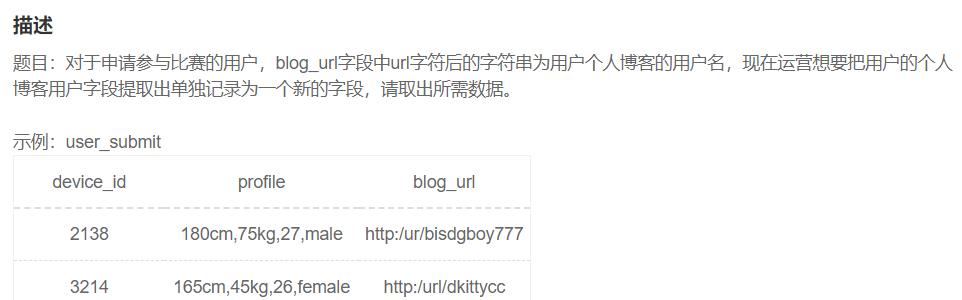 描述
题目：对于申请参与比赛的用户，blog_url字段中url字符后的字符串为用户个人博客的用户名，现在运营想要把用户的个人
博客用户字段提取出单独记录为一个新的字段，请取出所需数据。
示例：user_submit
device_id profile blog_url
2138 180cm,75kg,27,male http:/ur/bisdgboy777
3214 165cm,45kg,26,female http:/url/dkittycc